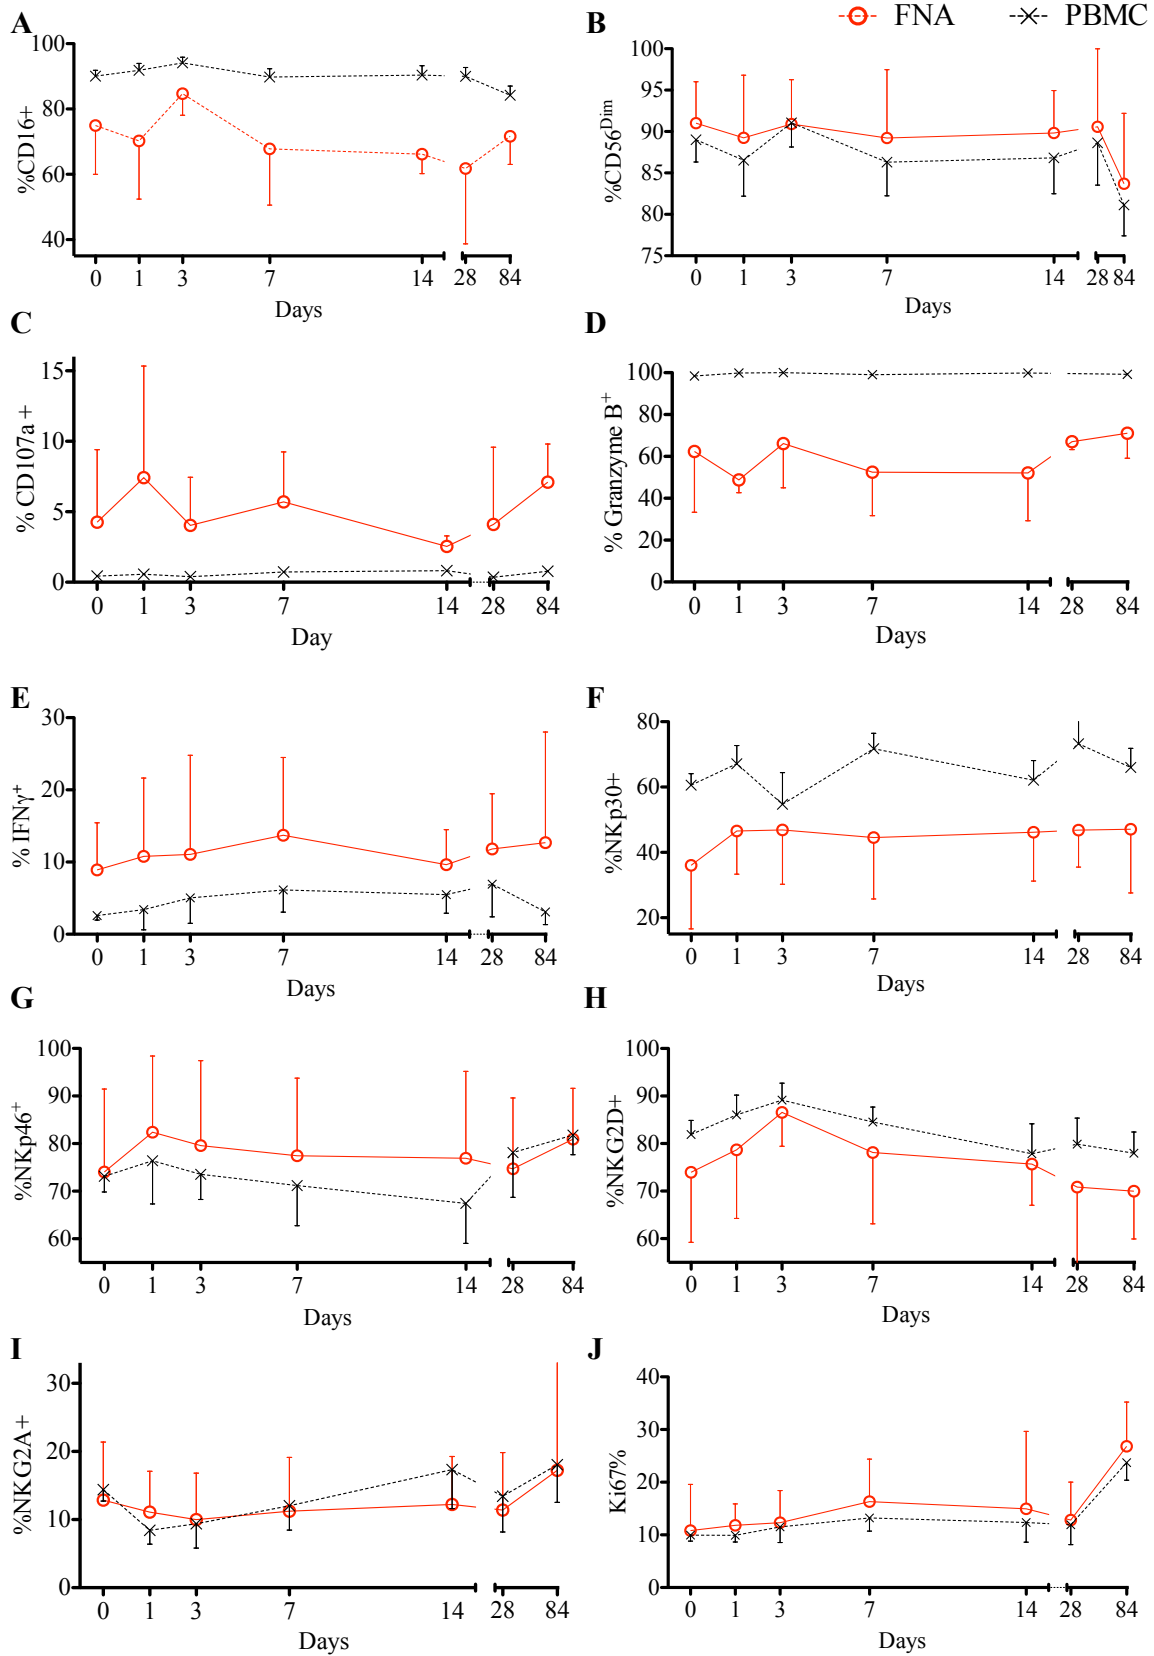 FNA PBMC
A
%CD16+
100
80
60
40
0 1 3 7 14 28 84
Days
B
%CD56Dim
100
95
90
85
80
75
0 1 3 7 14 28 84
Days
C
% CD107a +
15
10
5
0
0 1 3 7 14 28 84
Day
D
% Granzyme B+
100
80
60
40
20
0
0 1 3 7 14 28 84
Days
E
% IFNγ+
30
20
10
0
0 1 3 7 14 28 84
Days
F
%NKp30+
80
60
40
20
0 1 3 7 14 28 84
Days
G
%NKp46+
100
90
80
70
60
0 1 3 7 14 28 84
Days
H
%NKG2D+
100
90
80
70
60
0 1 3 7 14 28 84
Days
I
%NKG2A+
30
20
10
0
0 1 3 7 14 28 84
Days
J
Ki67%
40
30
20
10
0
0 1 3 7 14 28 84
Days